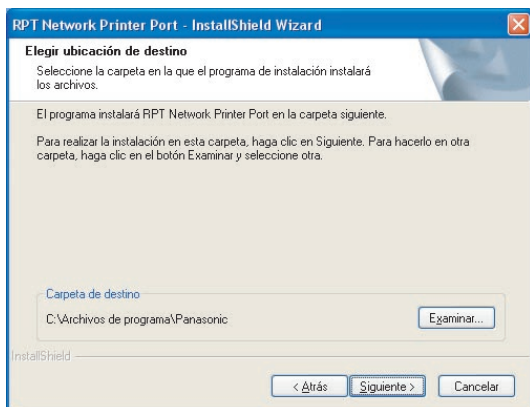 RPT Network Printer Port - InstallShield Wizard
Elegir ubicación de destino
Seleccione la carpeta en la que el programa de instalación instalará
los archivos.
El programa instalará RPT Network Printer Port en la carpeta siguiente.
Para realizar la instalación en esta carpeta, haga clic en Siguiente. Para hacerlo en otra
carpeta, haga clic en el botón Examinar y seleccione otra.
Carpeta de destino
C:\Archivos de programa\Panasonic
Examinar...
InstallShield
< Atrás
Siguiente >
Cancelar